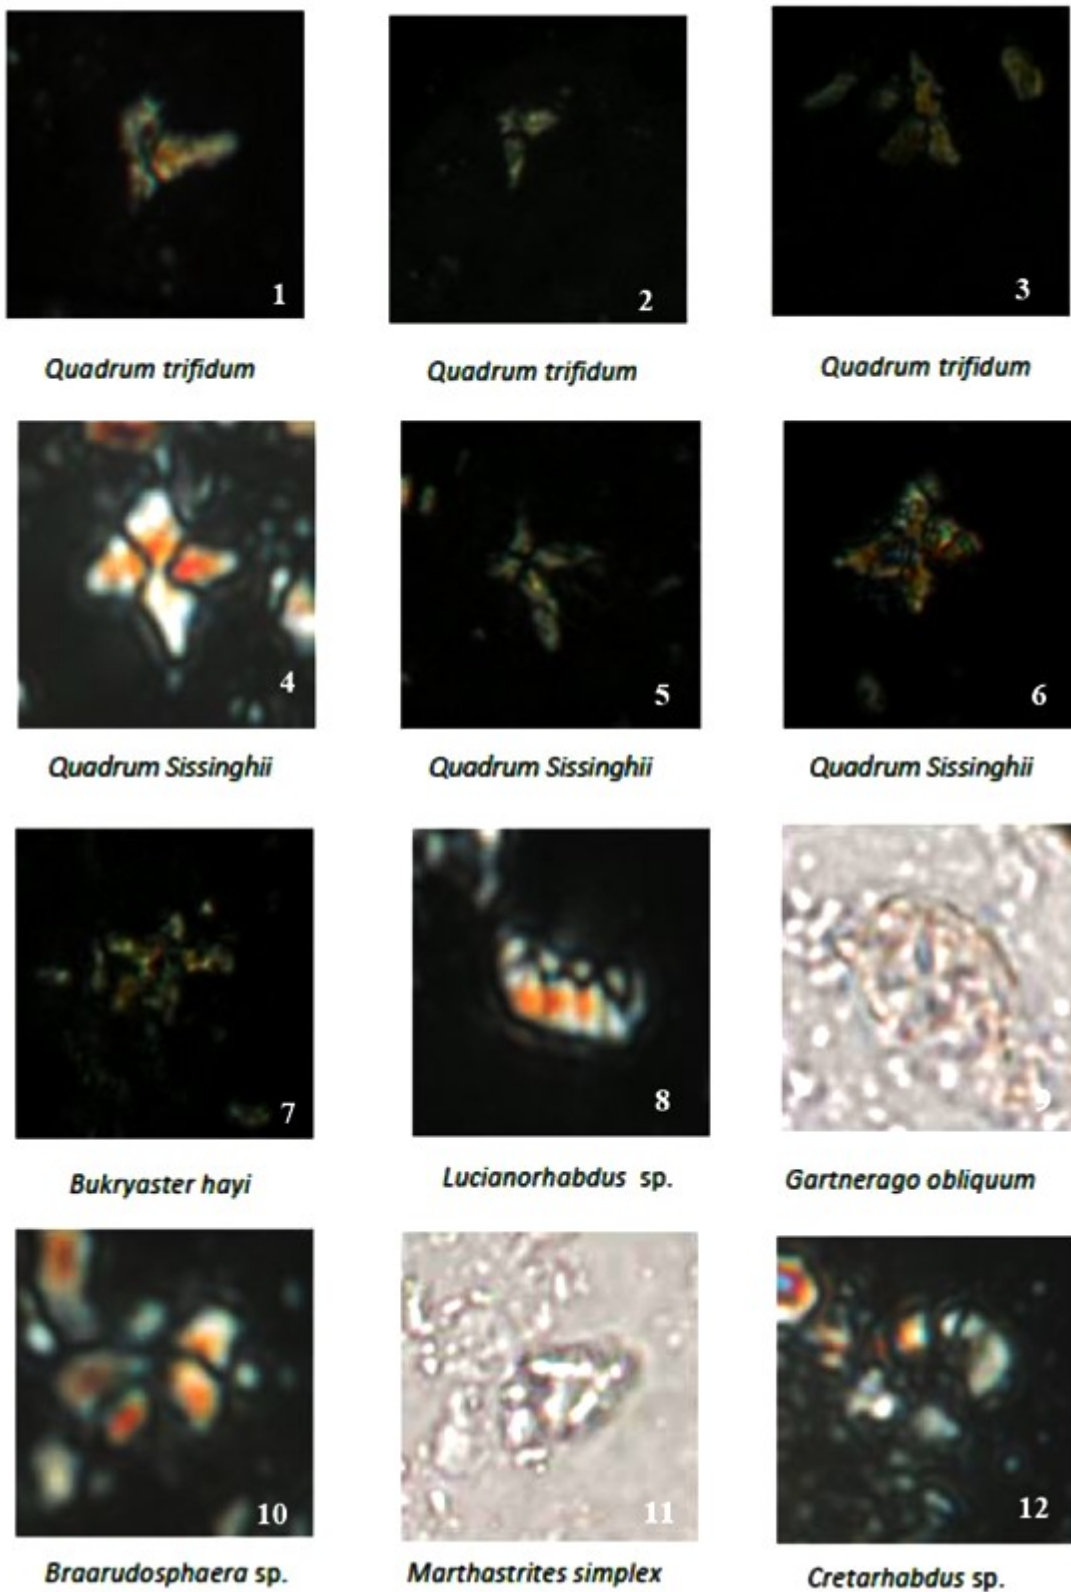 1
2
3
Quadrum trifidum
Quadrum trifidum
Quadrum trifidum
4
5
6
Quadrum Sissinghii
Quadrum Sissinghii
Quadrum Sissinghii
7
8
9
Bukryaster hayi
Lucianorhabdus sp.
Gartnerago obliquum
10
11
12
Braarudosphaera sp.
Marthastrites simplex
Cretarhabdus sp.